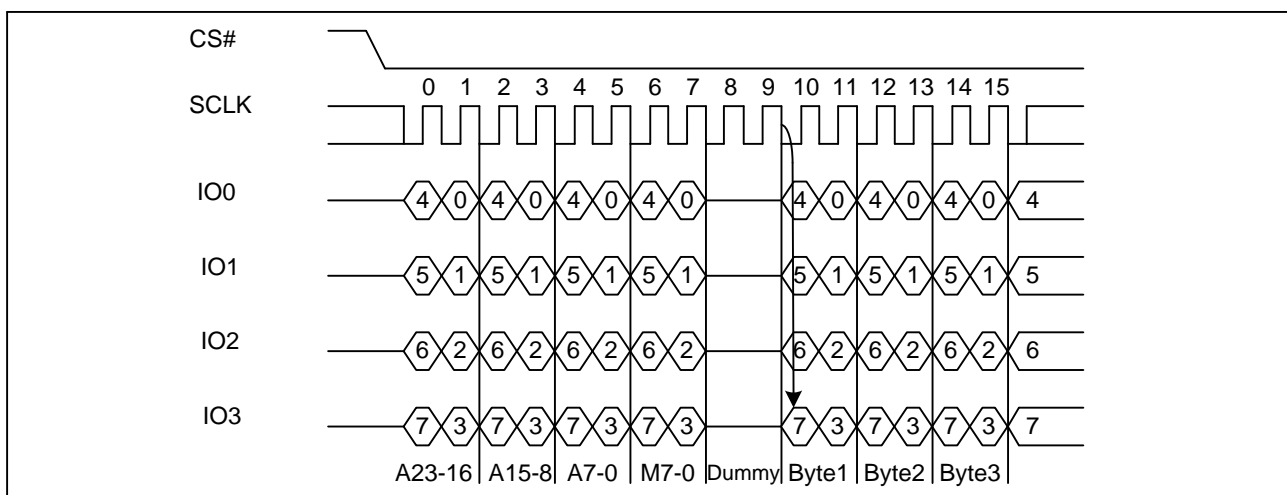 CS#
0 1 2 3 4 5 6 7 8 9 10 11 12 13 14 15
SCLK
IO0 4 0 4 0 4 0 4 0 4 0 4 0 4 0 4
IO1 5 1 5 1 5 1 5 1 5 1 5 1 5 1 5
IO2 6 2 6 2 6 2 6 2 6 2 6 2 6 2 6
IO3 7 3 7 3 7 3 7 3 7 3 7 3 7 3 7
A23-16 A15-8 A7-0 M7-0 Dummy Byte1 Byte2 Byte3